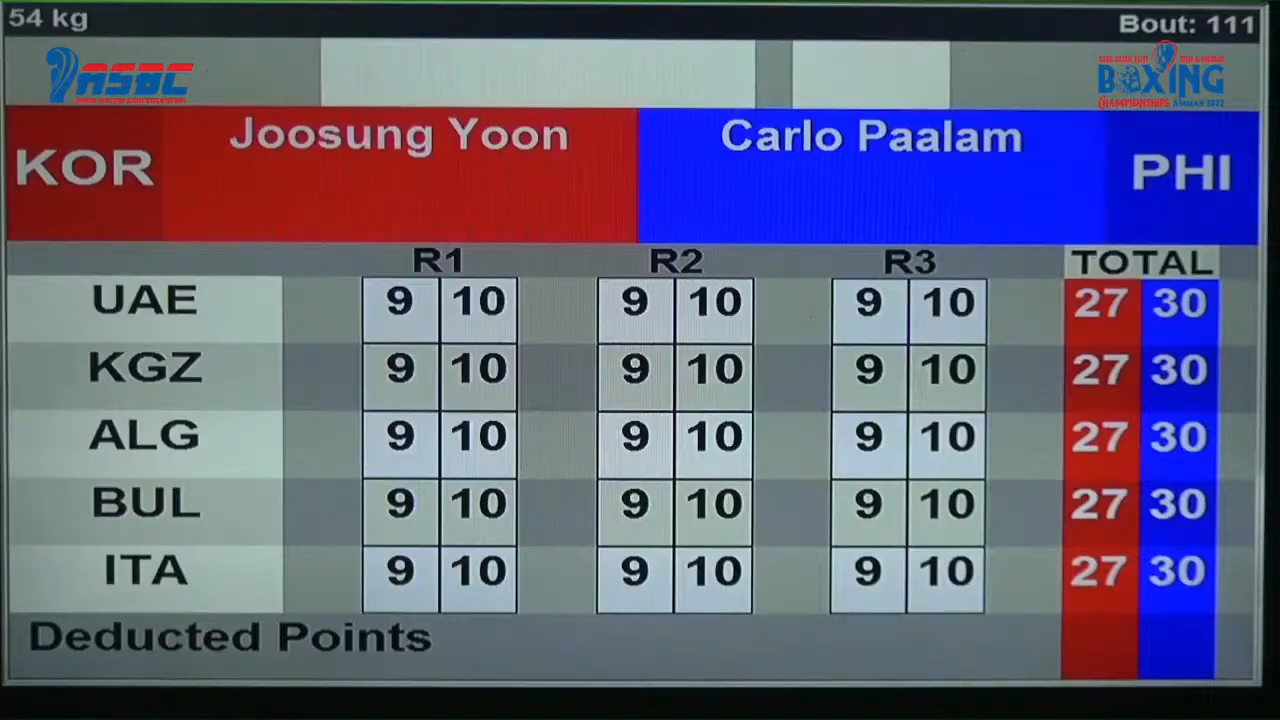 54 kg
Bout: 111
ASBC
BOXING
CHAMPIONSHIPS AMMAN 2022
KOR
Joosung Yoon
Carlo Paalam
PHI
R1 R2 R3 TOTAL
UAE 9 10 9 10 9 10 27 30
KGZ 9 10 9 10 9 10 27 30
ALG 9 10 9 10 9 10 27 30
BUL 9 10 9 10 9 10 27 30
ITA 9 10 9 10 9 10 27 30
Deducted Points